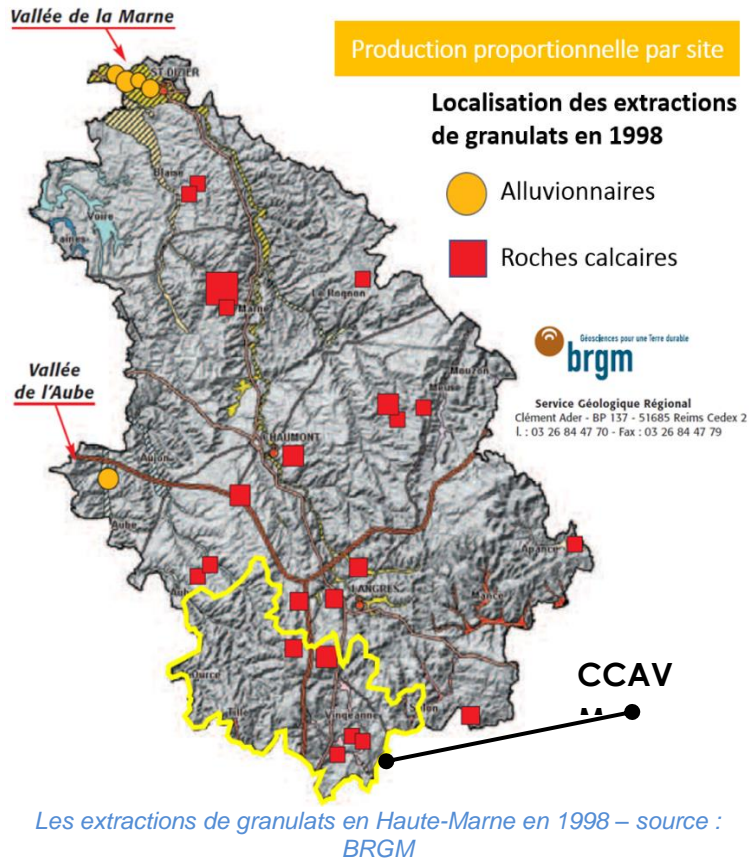 Vallée de la Marne
Production proportionnelle par site
ST-DIZIER
Localisation des extractions
de granulats en 1998
Alluvionnaires
Roches calcaires
Blaise
Voire
Laines
Le Rognon
Marne
Géosciences pour une Terre durable
brgm
Service Géologique Régional
Clément Ader - BP 137 - 51685 Reims Cedex 2
l. : 03 26 84 47 70 - Fax : 03 26 84 47 79
Vallée
de l'Aube
Mouzon
Meuse
CHAUMONT
Aujon
Aube
Apance
LANGRES
Mance
Ource
Tille
Vingeanne
CCAV
Les extractions de granulats en Haute-Marne en 1998 – source :
BRGM